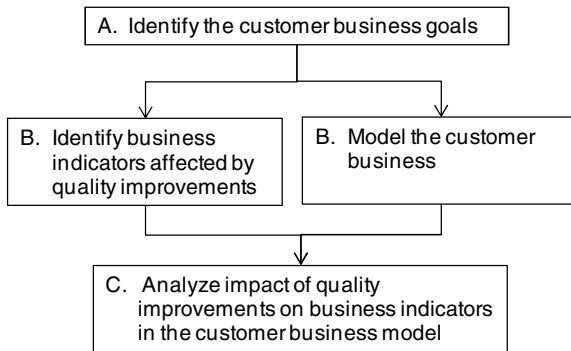 A. Identify the customer business goals
B. Identify business
indicators affected by
quality improvements
B. Model the customer
business
C. Analyze impact of quality
improvements on business indicators
in the customer business model